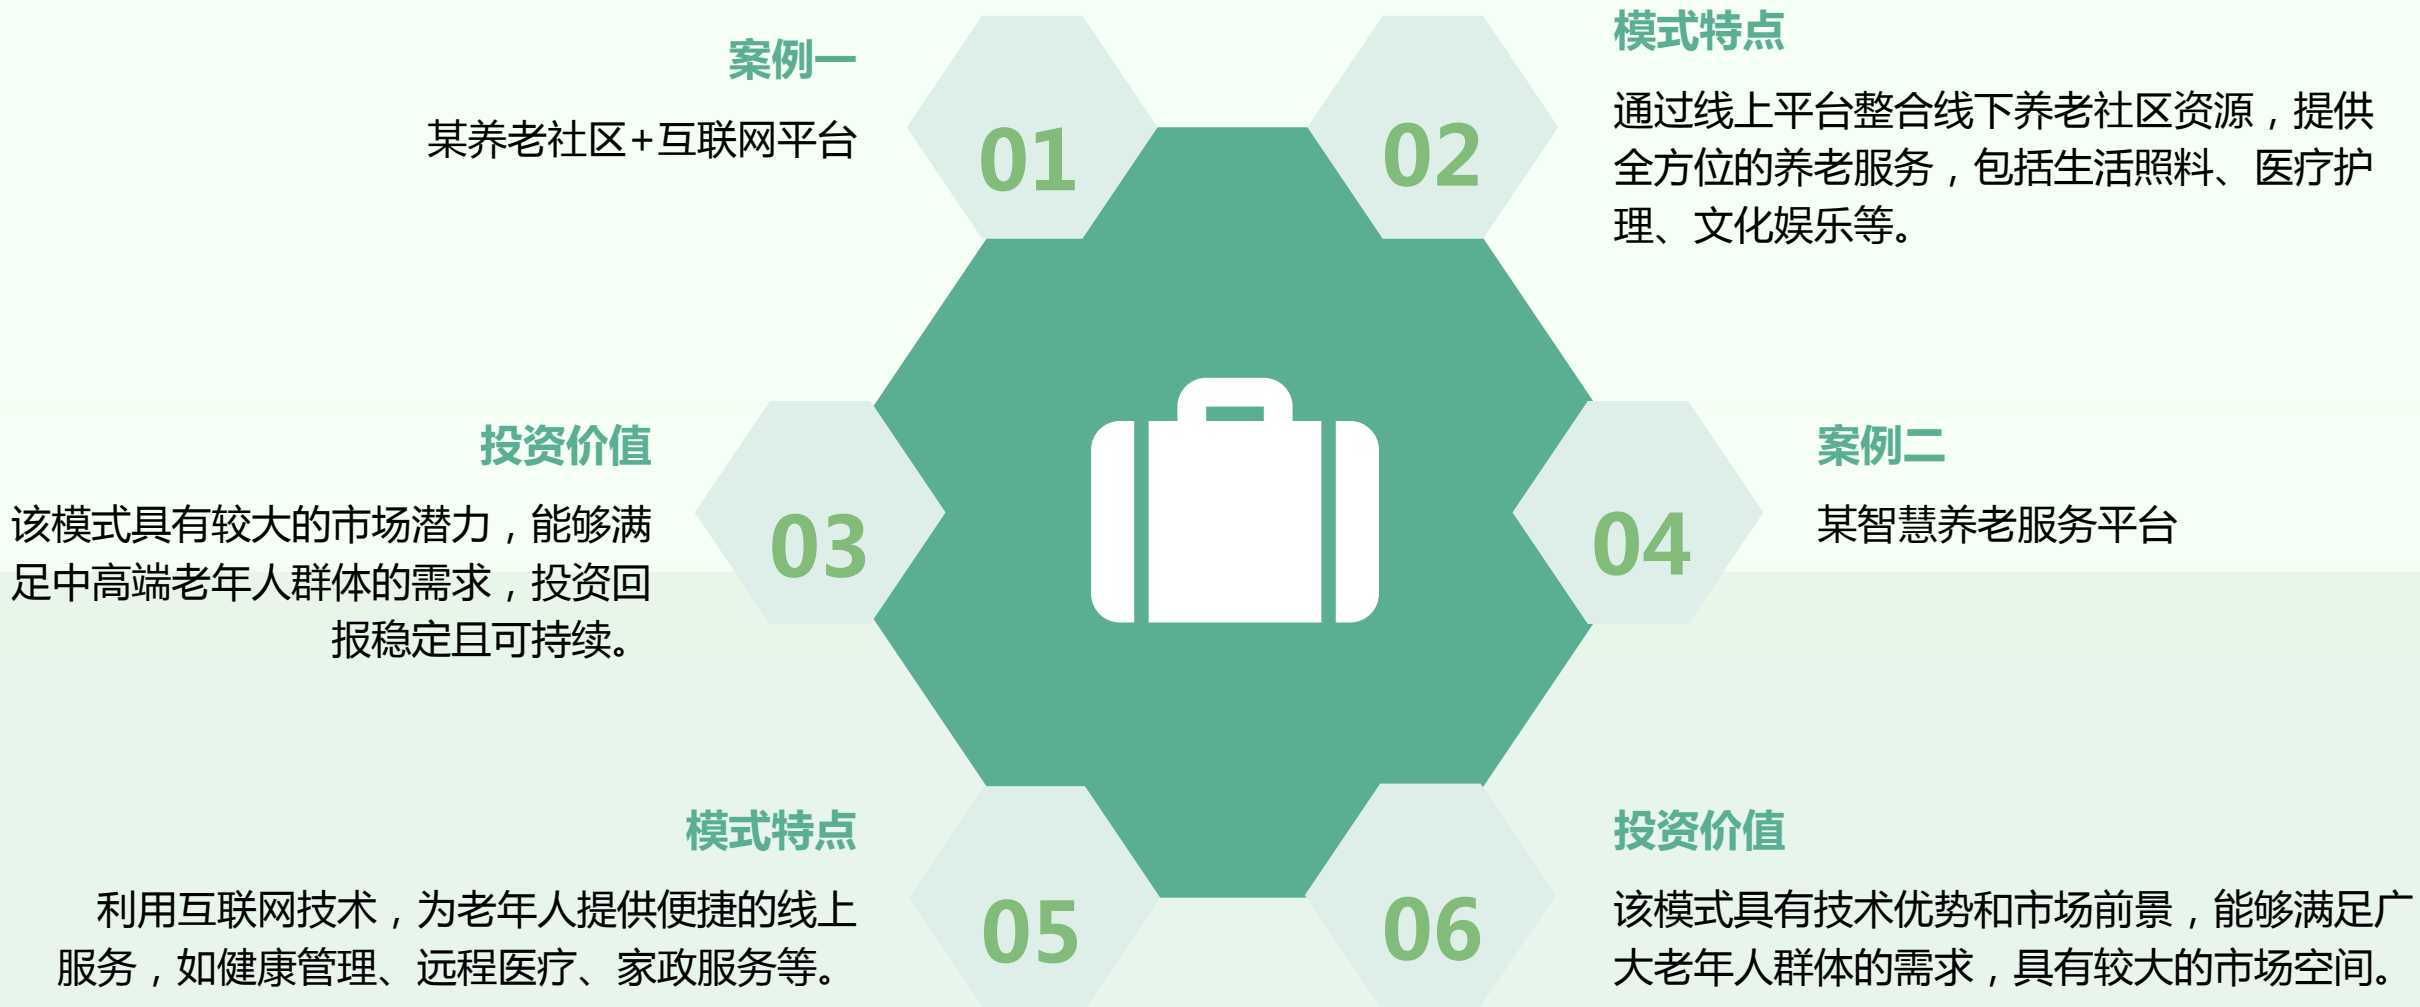 案例一
某养老社区+互联网平台
01
02
模式特点
通过线上平台整合线下养老社区资源，提供
全方位的养老服务，包括生活照料、医疗护
理、文化娱乐等。
投资价值
该模式具有较大的市场潜力，能够满
足中高端老年人群体的需求，投资回
报稳定且可持续。
03
04
案例二
某智慧养老服务平台
模式特点
利用互联网技术，为老年人提供便捷的线上
服务，如健康管理、远程医疗、家政服务等。
05
06
投资价值
该模式具有技术优势和市场前景，能够满足广
大老年人群体的需求，具有较大的市场空间。